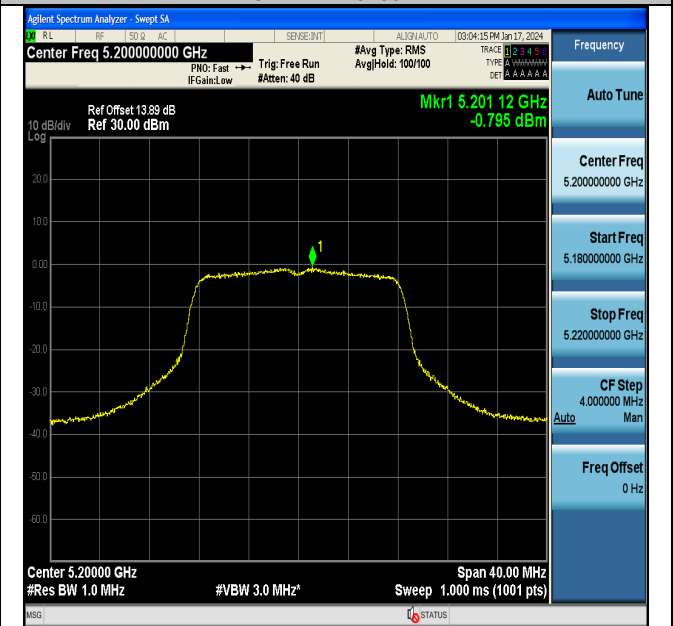 Agilent Spectrum Analyzer - Swept SA
LXI RL RF 50 Ω AC SENSE:INT ALIGN AUTO 03:04:15 PM Jan 17, 2024
Center Freq 5.200000000 GHz
#Avg Type: RMS
TRACE 1 2 3 4 5 6
PNO: Fast
Trig: Free Run
Avg|Hold: 100/100
TYPE A WWWWW
IFGain:Low
#Atten: 40 dB
DET A A A A A A
Mkr1 5.201 12 GHz
-0.795 dBm
Ref Offset 13.89 dB
10 dB/div Ref 30.00 dBm
Log
20.0
10.0
0.00
-10.0
-20.0
-30.0
-40.0
-50.0
-60.0
1
Center 5.20000 GHz Span 40.00 MHz
#Res BW 1.0 MHz #VBW 3.0 MHz* Sweep 1.000 ms (1001 pts)
MSG STATUS
Frequency
Auto Tune
Center Freq
5.200000000 GHz
Start Freq
5.180000000 GHz
Stop Freq
5.220000000 GHz
CF Step
4.000000 MHz
Auto Man
Freq Offset
0 Hz